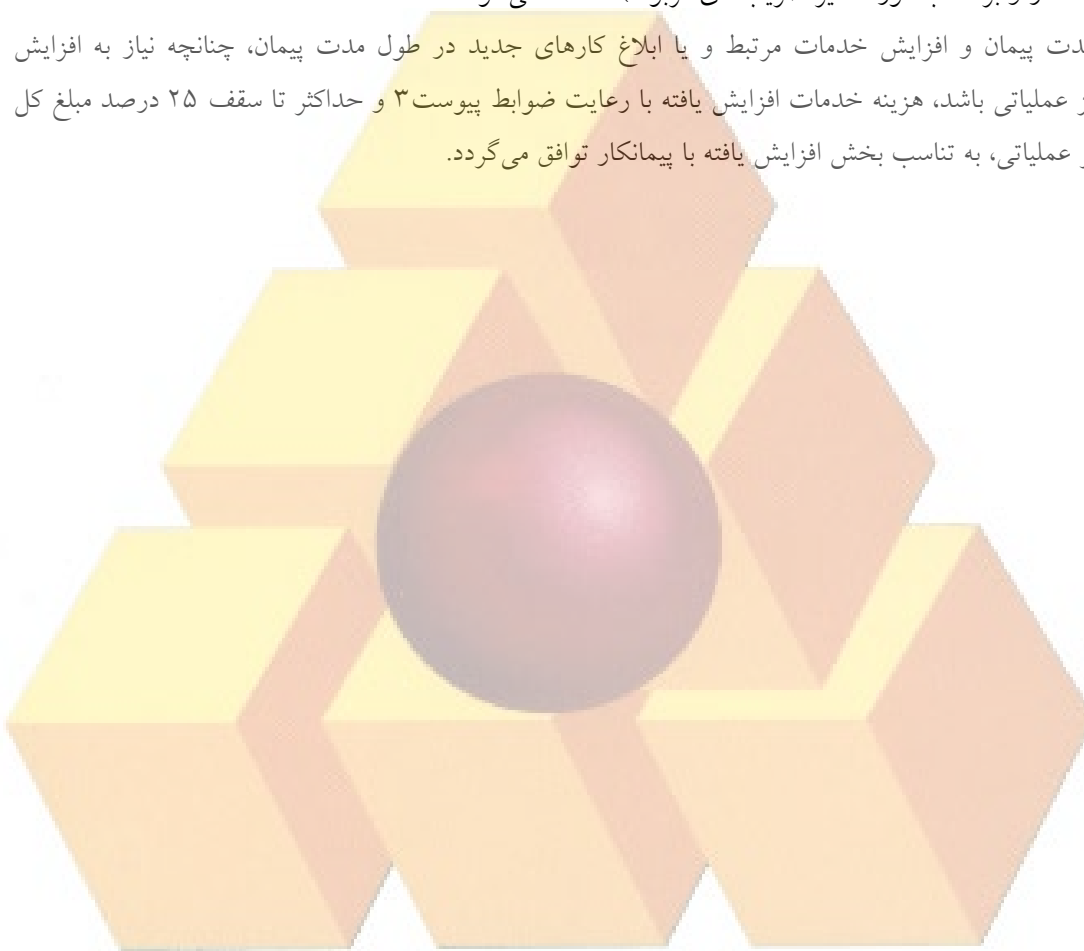 مدت پیمان و افزایش خدمات مرتبط و یا ابلاغ کارهای جدید در طول مدت پیمان، چنانچه نیاز به افزایش
عملیاتی باشد، هزینه خدمات افزایش یافته با رعایت ضوابط پیوست۳ و حداکثر تا سقف ۲۵ درصد مبلغ کل
عملیاتی، به تناسب بخش افزایش یافته با پیمانکار توافق می‌گردد.